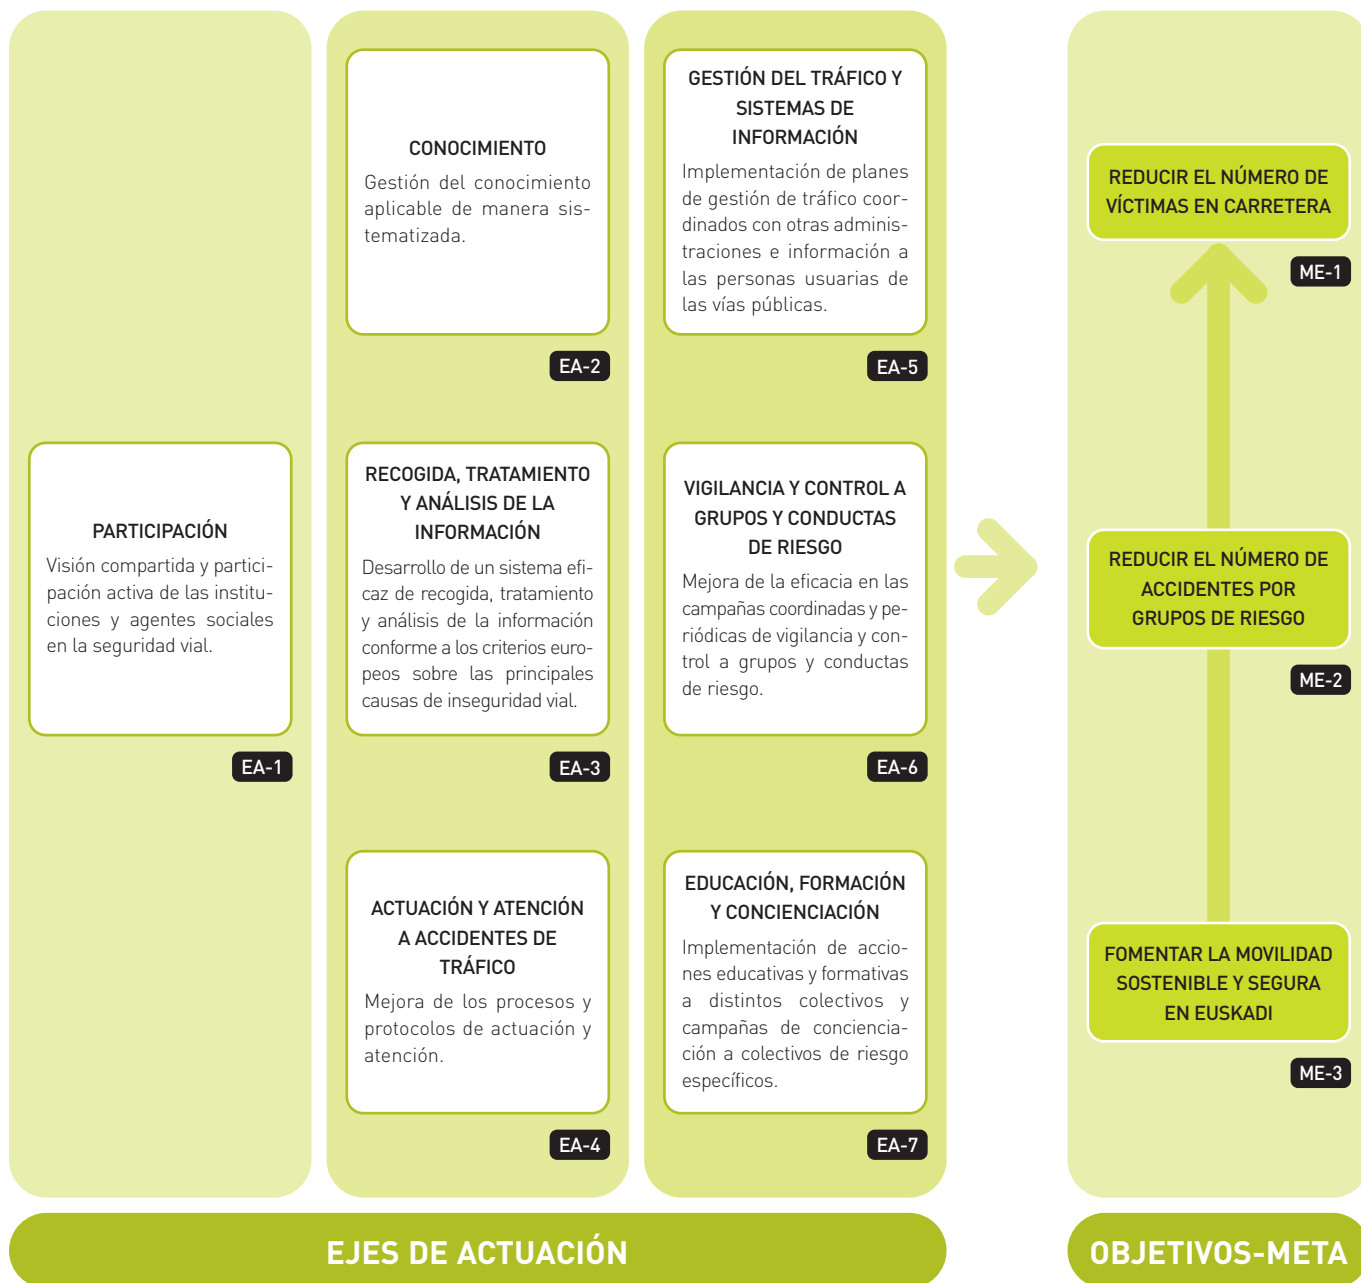 PARTICIPACIÓN
Visión compartida y partici-
pación activa de las institu-
ciones y agentes sociales
en la seguridad vial.
EA-1
CONOCIMIENTO
Gestión del conocimiento
aplicable de manera sis-
tematizada.
EA-2
RECOGIDA, TRATAMIENTO
Y ANÁLISIS DE LA
INFORMACIÓN
Desarrollo de un sistema efi-
caz de recogida, tratamiento
y análisis de la información
conforme a los criterios euro-
peos sobre las principales
causas de inseguridad vial.
EA-3
ACTUACIÓN Y ATENCIÓN
A ACCIDENTES DE
TRÁFICO
Mejora de los procesos y
protocolos de actuación y
atención.
EA-4
GESTIÓN DEL TRÁFICO Y
SISTEMAS DE
INFORMACIÓN
Implementación de planes
de gestión de tráfico coor-
dinados con otras adminis-
traciones e información a
las personas usuarias de
las vías públicas.
EA-5
VIGILANCIA Y CONTROL A
GRUPOS Y CONDUCTAS
DE RIESGO
Mejora de la eficacia en las
campañas coordinadas y pe-
riódicas de vigilancia y con-
trol a grupos y conductas
de riesgo.
EA-6
EDUCACIÓN, FORMACIÓN
Y CONCIENCIACIÓN
Implementación de accio-
nes educativas y formativas
a distintos colectivos y
campañas de conciencia-
ción a colectivos de riesgo
específicos.
EA-7
EJES DE ACTUACIÓN
REDUCIR EL NÚMERO DE
VÍCTIMAS EN CARRETERA
ME-1
REDUCIR EL NÚMERO DE
ACCIDENTES POR
GRUPOS DE RIESGO
ME-2
FOMENTAR LA MOVILIDAD
SOSTENIBLE Y SEGURA
EN EUSKADI
ME-3
OBJETIVOS-META